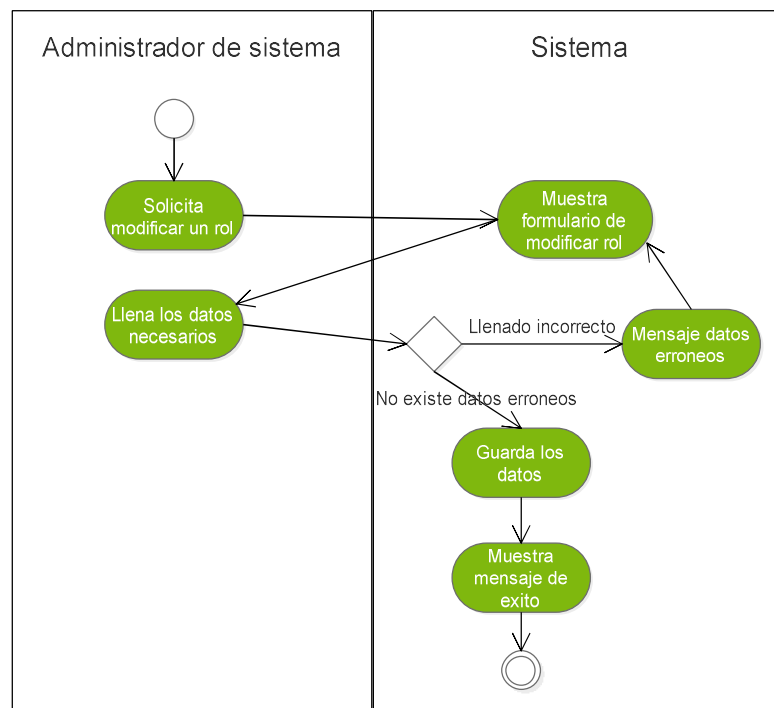 Administrador de sistema
Sistema
Solicita
modificar un rol
Muestra
formulario de
modificar rol
Llena los datos
necesarios
Llenado incorrecto
Mensaje datos
erroneos
No existe datos erroneos
Guarda los
datos
Muestra
mensaje de
exito